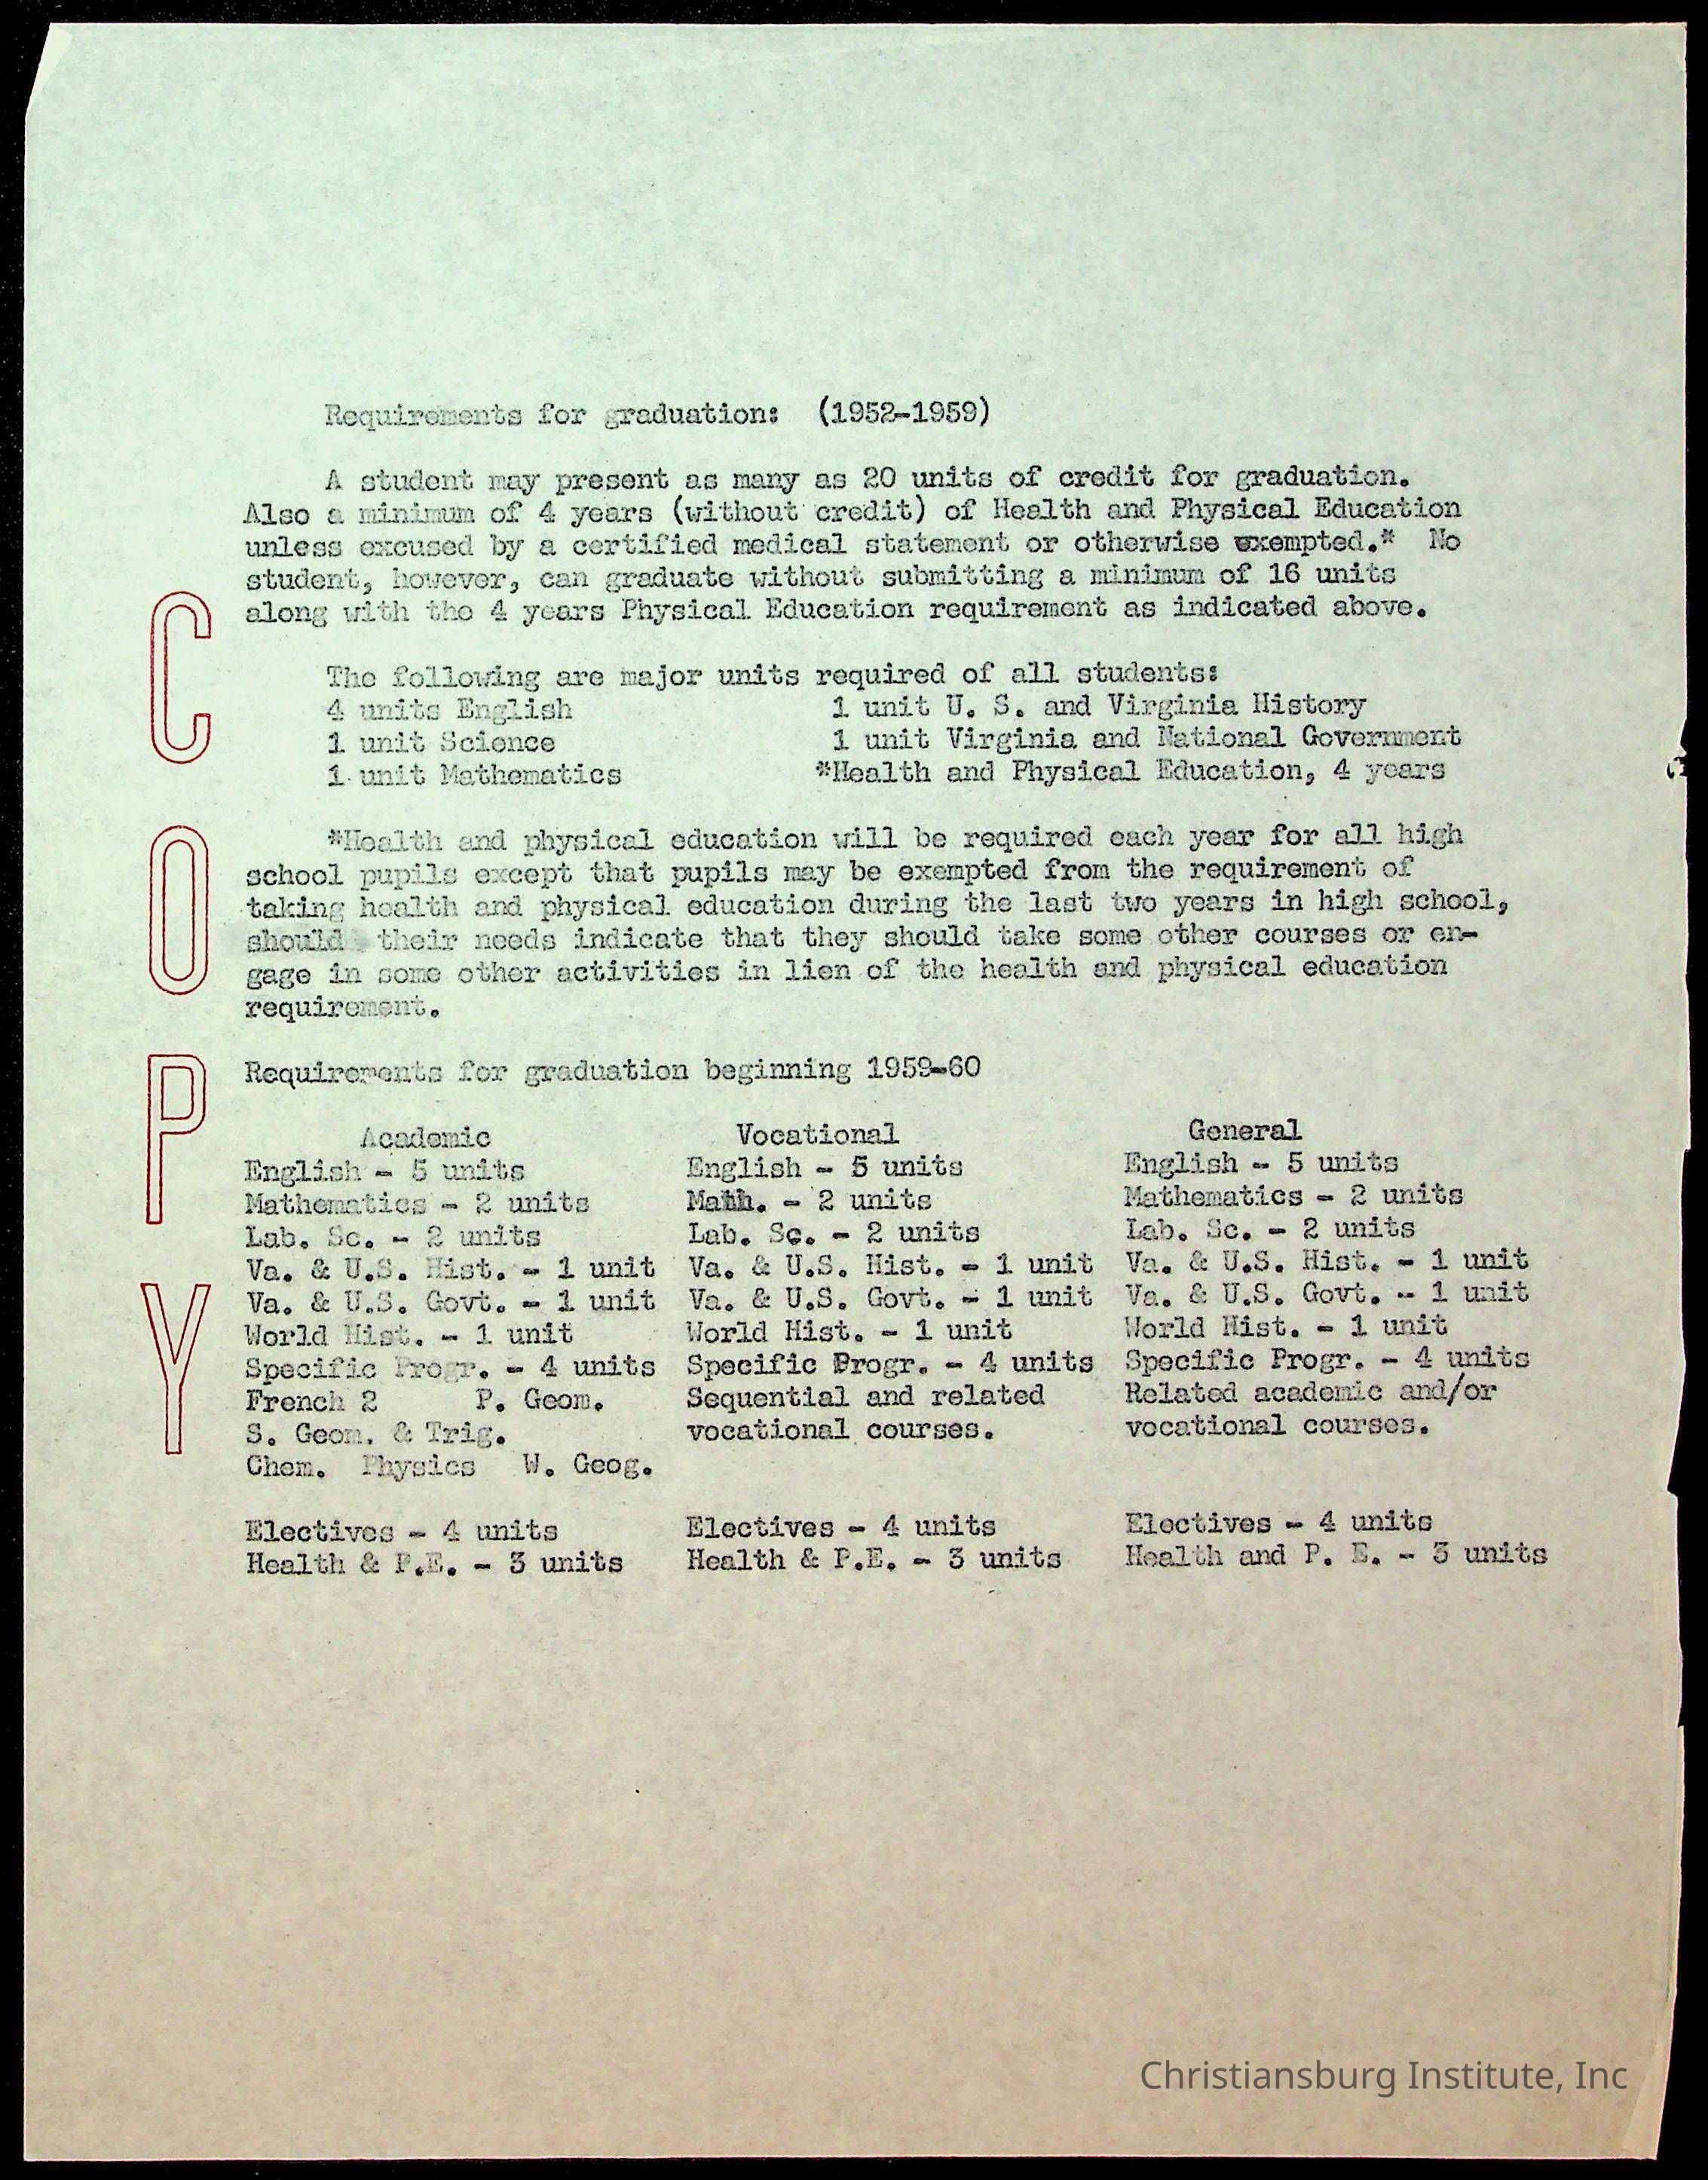 Requirements for graduation: (1952-1959)
A student may present as many as 20 units of credit for graduation.
Also a minimum of 4 years (without credit) of Health and Physical Education
unless excused by a certified medical statement or otherwise exempted.* No
student, however, can graduate without submitting a minimum of 16 units
along with the 4 years Physical Education requirement as indicated above.
The following are major units required of all students:
4 units English 1 unit U. S. and Virginia History
1 unit Science 1 unit Virginia and National Government
1 unit Mathematics *Health and Physical Education, 4 years
*Health and physical education will be required each year for all high
school pupils except that pupils may be exempted from the requirement of
taking health and physical education during the last two years in high school,
should their needs indicate that they should take some other courses or en-
gage in some other activities in lien of the health and physical education
requirement.
Requirements for graduation beginning 1959-60
Academic Vocational General
English - 5 units English - 5 units English - 5 units
Mathematics - 2 units Math. - 2 units Mathematics - 2 units
Lab. Sc. - 2 units Lab. Sc. - 2 units Lab. Sc. - 2 units
Va. & U.S. Hist. - 1 unit Va. & U.S. Hist. - 1 unit Va. & U.S. Hist. - 1 unit
Va. & U.S. Govt. - 1 unit Va. & U.S. Govt. - 1 unit Va. & U.S. Govt. - 1 unit
World Hist. - 1 unit World Hist. - 1 unit World Hist. - 1 unit
Specific Progr. - 4 units Specific Progr. - 4 units Specific Progr. - 4 units
French 2 P. Geom. Sequential and related Related academic and/or
S. Geom. & Trig. vocational courses. vocational courses.
Chem. Physics W. Geog.
Electives - 4 units Electives - 4 units Electives - 4 units
Health & P.E. - 3 units Health & P.E. - 3 units Health and P. E. - 3 units
COPY
Christiansburg Institute, Inc